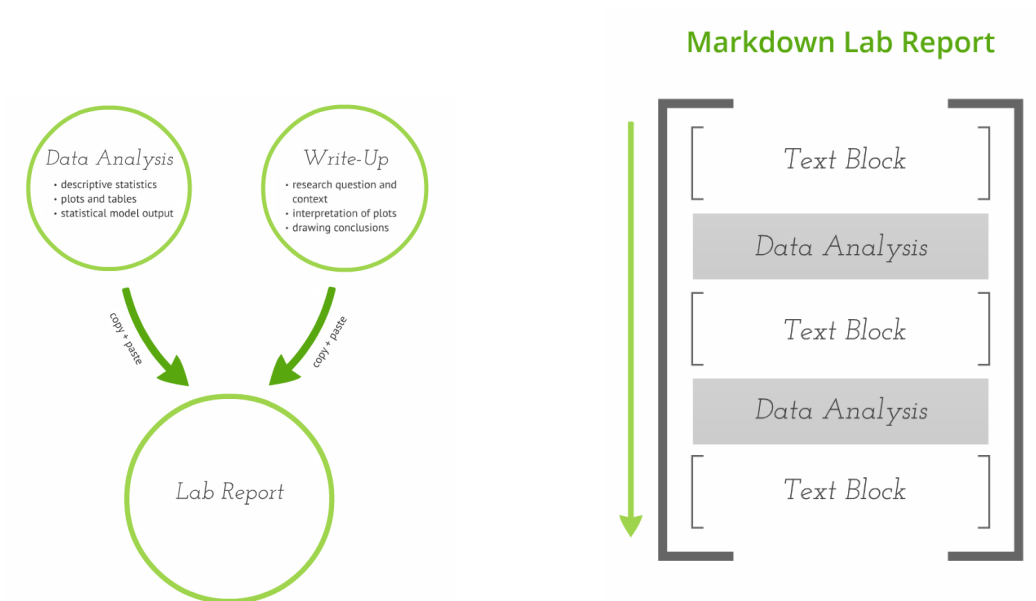 Markdown Lab Report
Data Analysis
• descriptive statistics
• plots and tables
• statistical model output
Write-Up
• research question and
context
• interpretation of plots
• drawing conclusions
copy + paste
copy + paste
Lab Report
Text Block
Data Analysis
Text Block
Data Analysis
Text Block